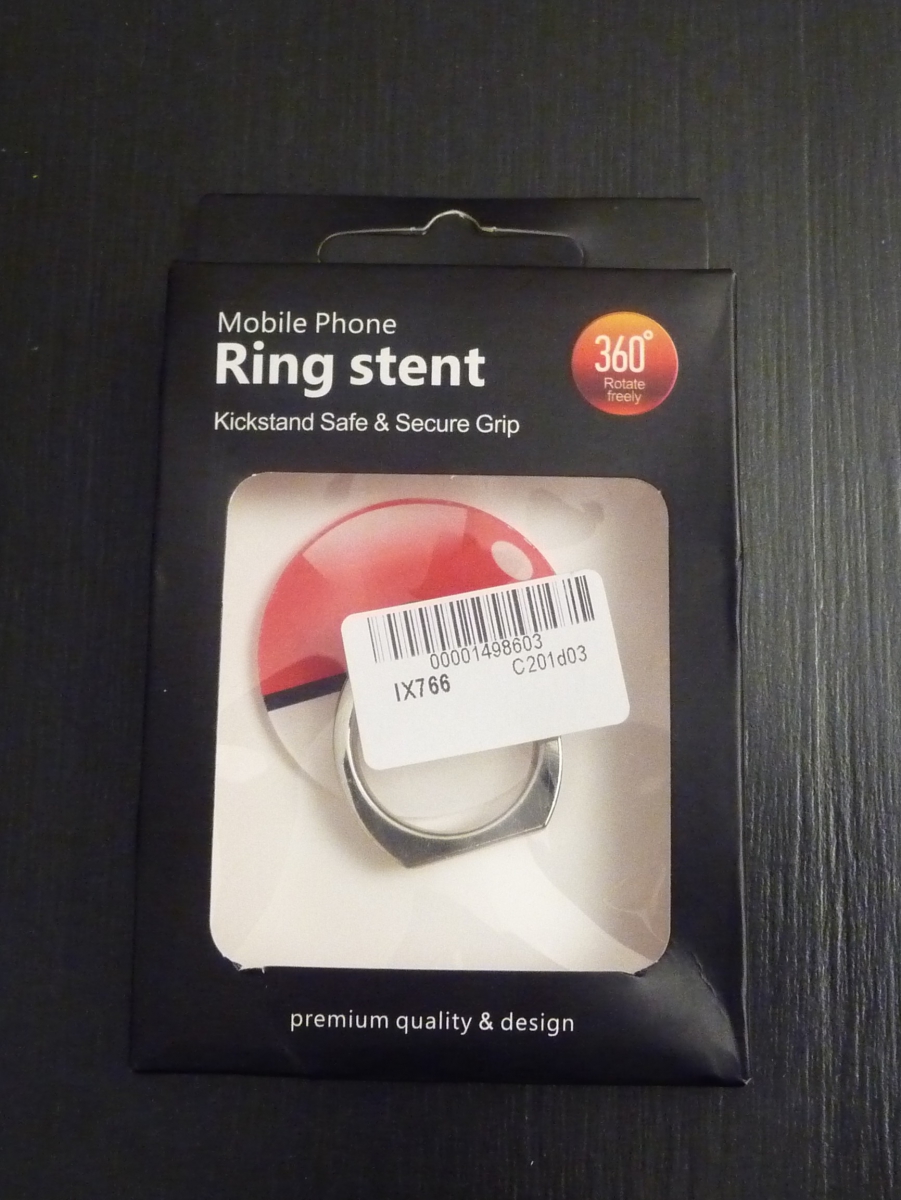 Mobile Phone
Ring stent
Kickstand Safe & Secure Grip
360°
Rotate
freely
00001498603
IX766
C201d03
premium quality & design